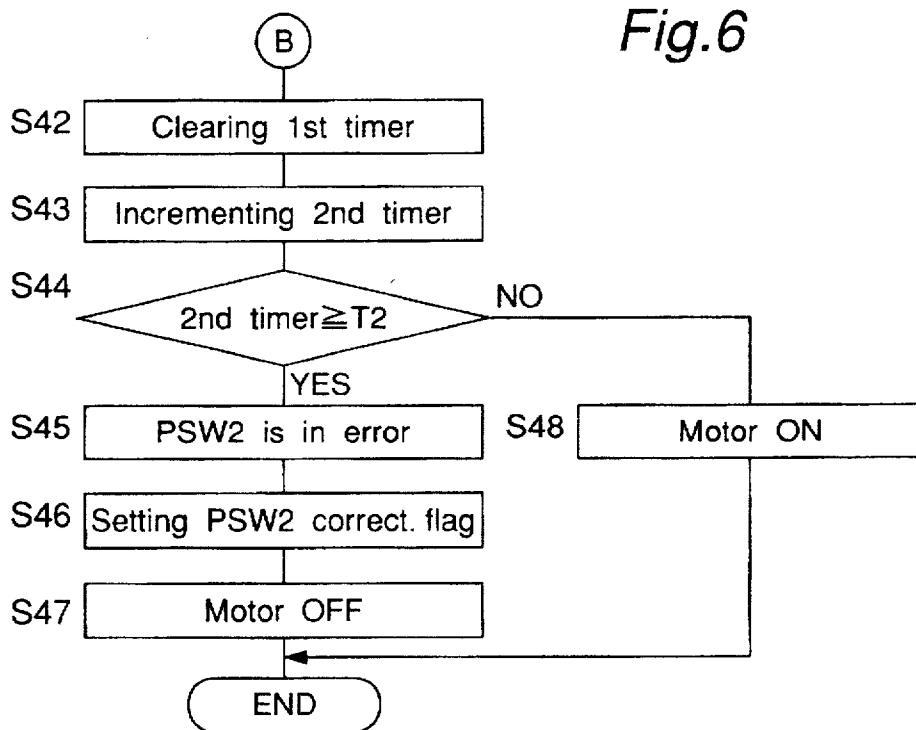 Fig.6
B
S42 Clearing 1st timer
S43 Incrementing 2nd timer
S44 2nd timer≧T2
NO
YES
S45 PSW2 is in error
S48 Motor ON
S46 Setting PSW2 correct. flag
S47 Motor OFF
END